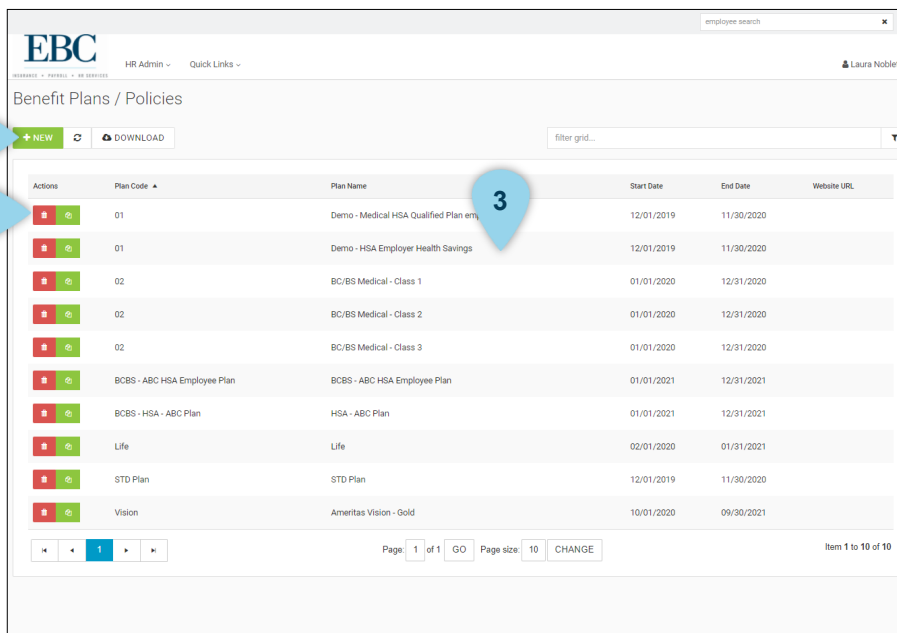 employee search
EBC
INSURANCE • PAYROLL • HR SERVICES
HR Admin
Quick Links
Laura Noble
Benefit Plans / Policies
+ NEW
DOWNLOAD
filter grid...
Actions Plan Code Plan Name Start Date End Date Website URL
3
01 Demo - Medical HSA Qualified Plan 12/01/2019 11/30/2020
01 Demo - HSA Employer Health Savings 12/01/2019 11/30/2020
02 BC/BS Medical - Class 1 01/01/2020 12/31/2020
02 BC/BS Medical - Class 2 01/01/2020 12/31/2020
02 BC/BS Medical - Class 3 01/01/2020 12/31/2020
BCBS - ABC HSA Employee Plan BCBS - ABC HSA Employee Plan 01/01/2021 12/31/2021
BCBS - HSA - ABC Plan HSA - ABC Plan 01/01/2021 12/31/2021
Life Life 02/01/2020 01/31/2021
STD Plan STD Plan 12/01/2019 11/30/2020
Vision Ameritas Vision - Gold 10/01/2020 09/30/2021
1 Page: 1 of 1 GO Page size: 10 CHANGE Item 1 to 10 of 10